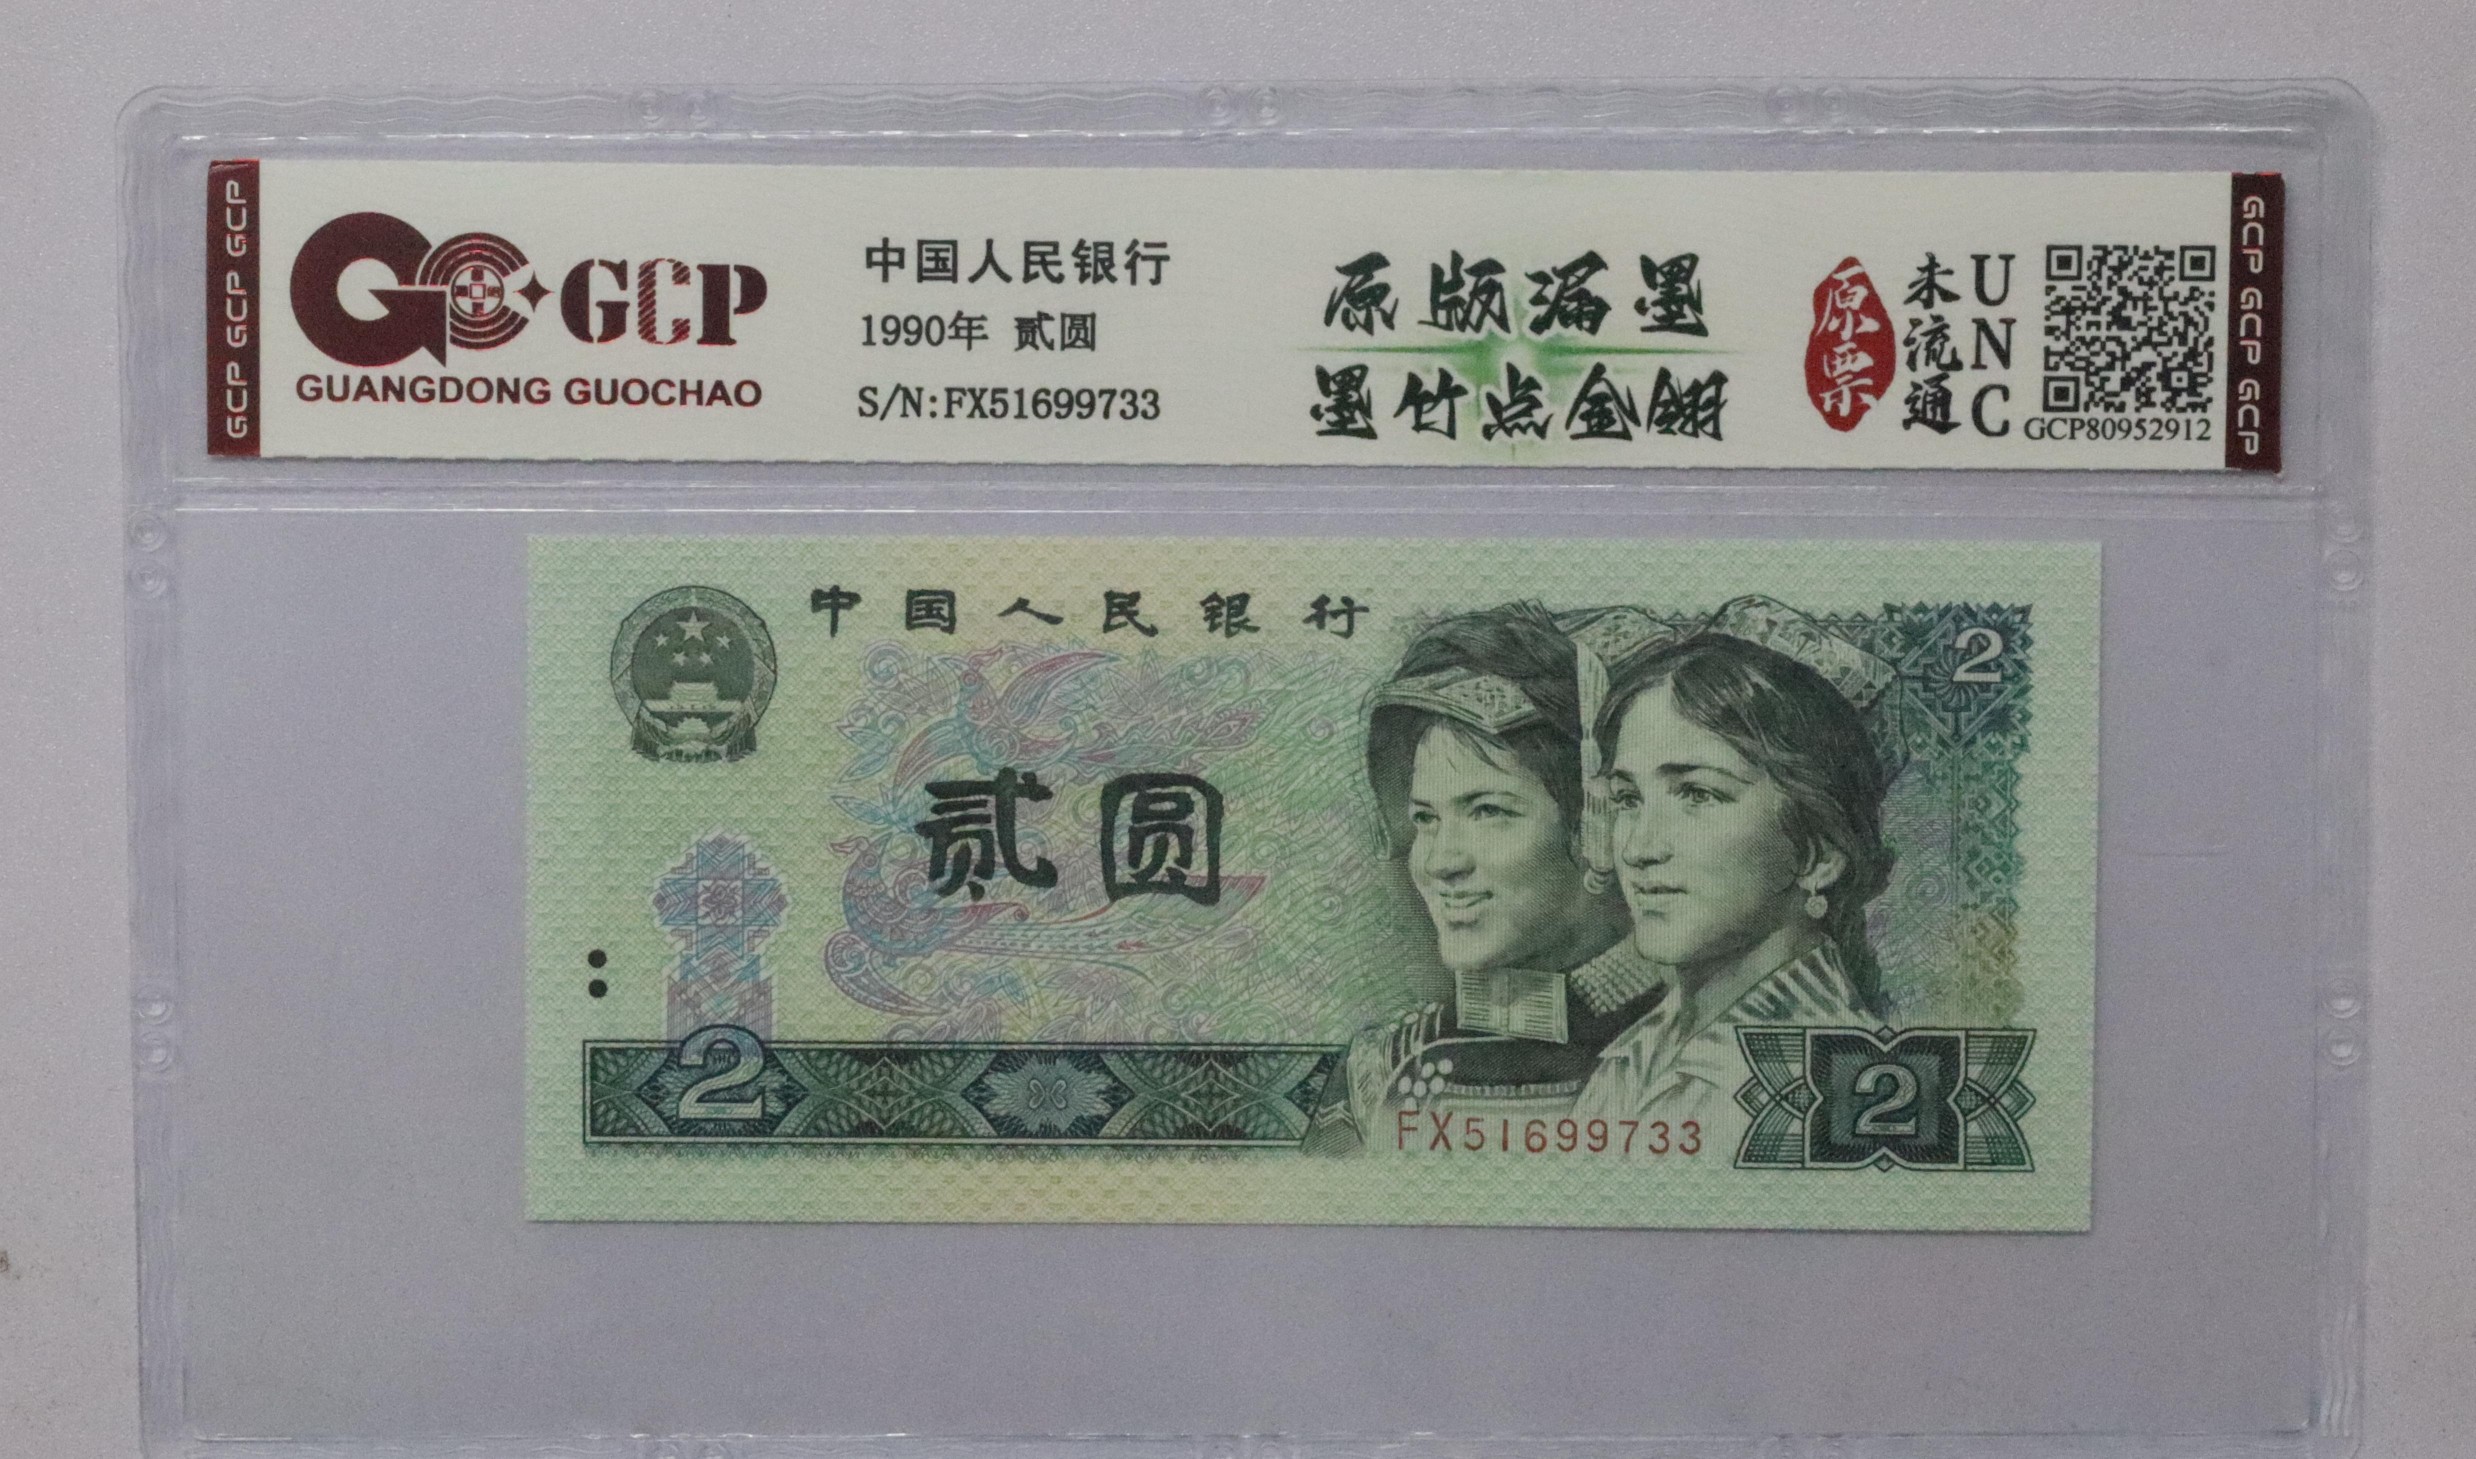 GCP GCP GCP
GCP
GUANGDONG GUOCHAO
中国人民银行
1990年 贰圆
S/N:FX51699733
原版漏墨
墨竹点金翎
原票
未流通
UNC
GCP80952912
GCP GCP GCP
中国人民银行
2
贰圆
2
FX51699733
2